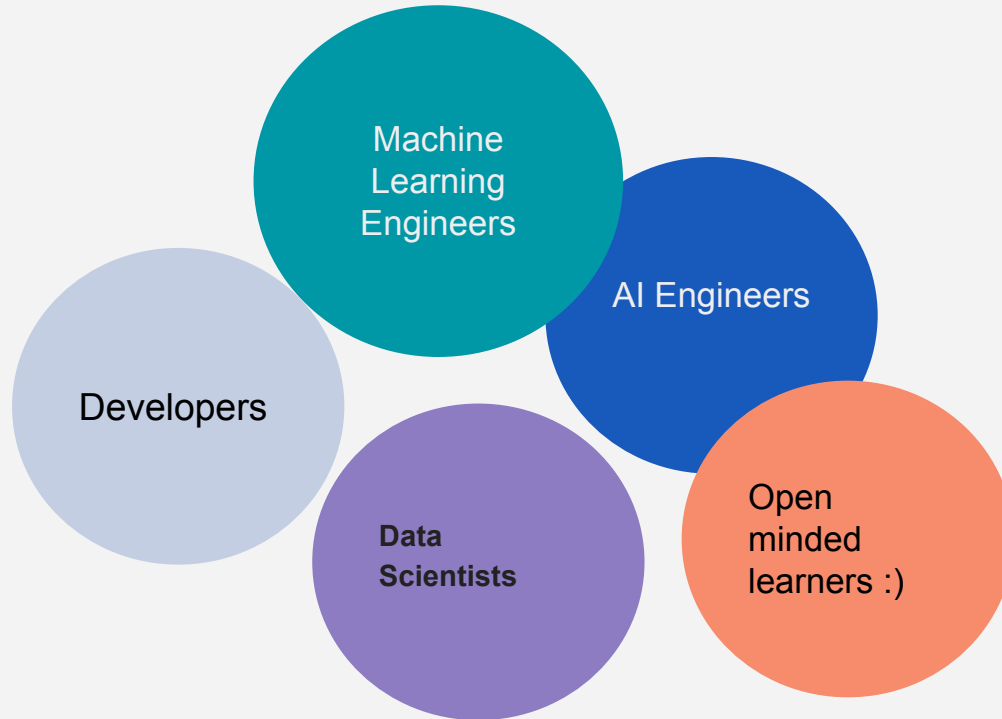 Machine
Learning
Engineers
AI Engineers
Developers
Data
Scientists
Open
minded
learners :)